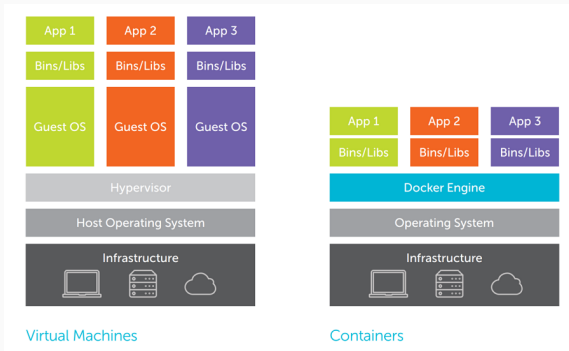 App 1
App 2
App 3
Bins/Libs
Bins/Libs
Bins/Libs
Guest OS
Guest OS
Guest OS
Hypervisor
Host Operating System
Infrastructure
Virtual Machines
App 1
App 2
App 3
Bins/Libs
Bins/Libs
Bins/Libs
Docker Engine
Operating System
Infrastructure
Containers